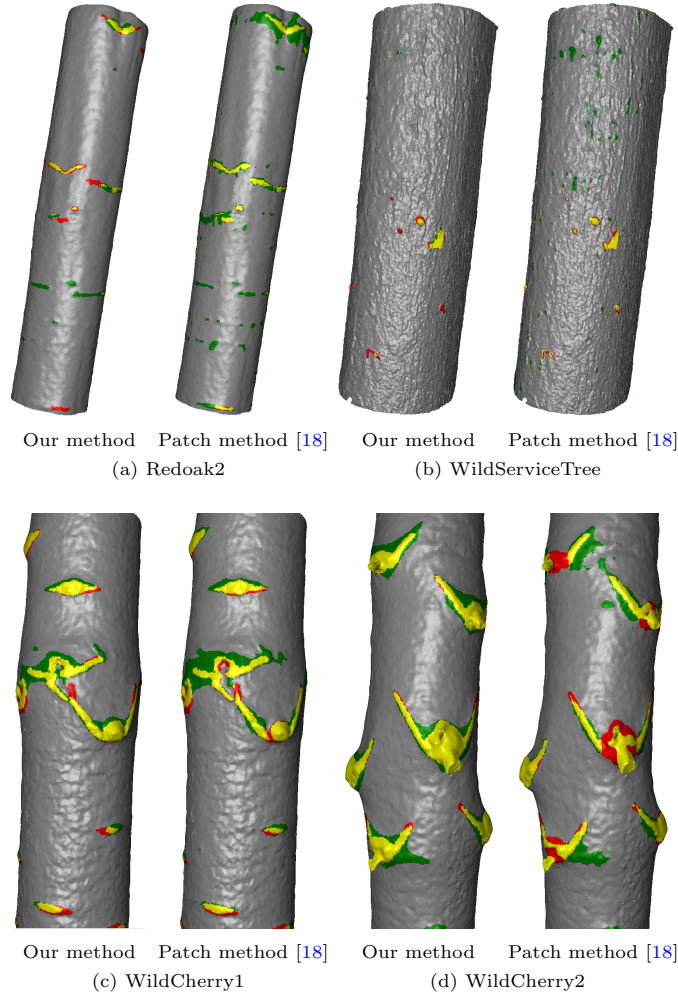 Our method Patch method [18] Our method Patch method [18]
(a) Redoak2 (b) WildServiceTree
Our method Patch method [18] Our method Patch method [18]
(c) WildCherry1 (d) WildCherry2